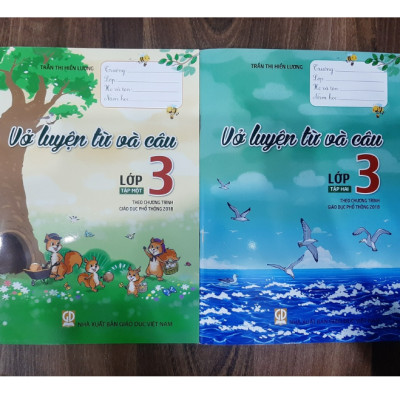 TRẦN THỊ HIỀN LƯƠNG
Trường:
Lớp:
Họ và tên:
Năm học:
Vở luyện từ và câu
LỚP 3
TẬP MỘT
THEO CHƯƠNG TRÌNH
GIÁO DỤC PHỔ THÔNG 2018
NHÀ XUẤT BẢN GIÁO DỤC VIỆT NAM
TRẦN THỊ HIỀN LƯƠNG
Trường:
Lớp:
Họ và tên:
Năm học:
Vở luyện từ và câu
LỚP 3
TẬP HAI
THEO CHƯƠNG TRÌNH
GIÁO DỤC PHỔ THÔNG 2018